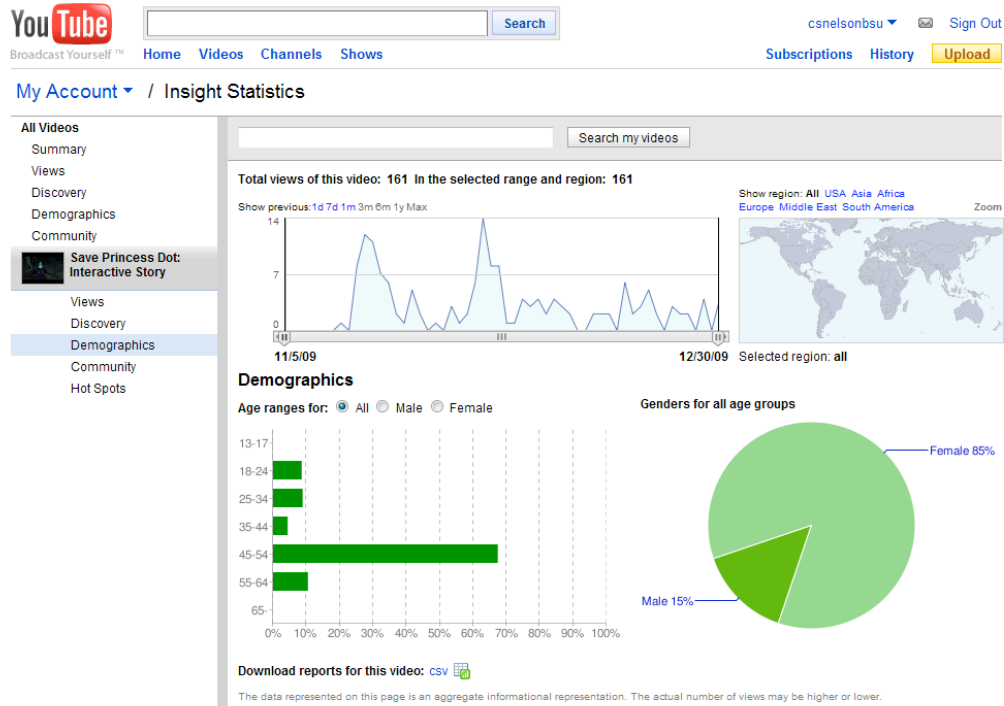 You Tube
Broadcast Yourself ™
Search
csnelsonbsu Sign Out
Home Videos Channels Shows
Subscriptions History Upload
My Account / Insight Statistics
All Videos
Summary
Views
Discovery
Demographics
Community
Save Princess Dot:
Interactive Story
Views
Discovery
Demographics
Community
Hot Spots
Search my videos
Total views of this video: 161 In the selected range and region: 161
Show previous: 1d 7d 1m 3m 6m 1y Max
14
7
0
11/5/09 12/30/09
Show region: All USA Asia Africa
Europe Middle East South America Zoom
Selected region: all
Demographics
Age ranges for: All Male Female
13-17
18-24
25-34
35-44
45-54
55-64
65-
0% 10% 20% 30% 40% 50% 60% 70% 80% 90% 100%
Genders for all age groups
Female 85%
Male 15%
Download reports for this video: csv
The data represented on this page is an aggregate informational representation. The actual number of views may be higher or lower.